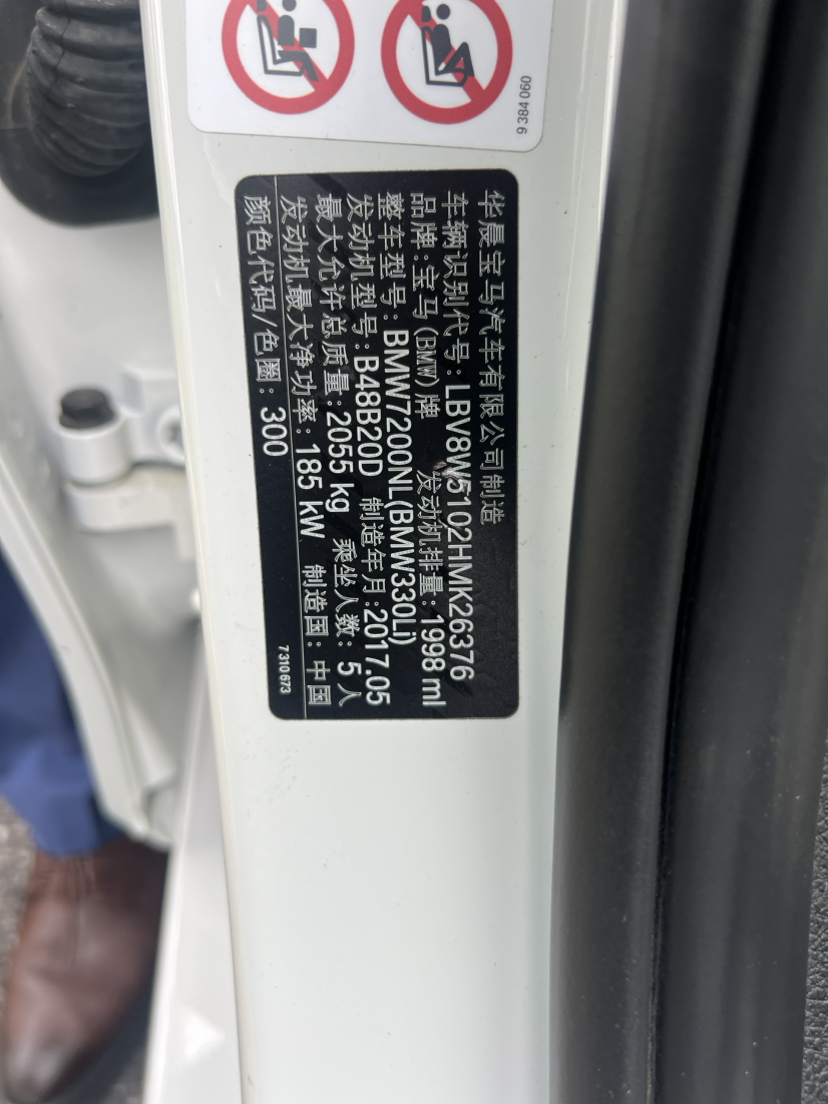 9 384 060
华晨宝马汽车有限公司制造
车辆识别代号：LBV8W5102HMK26376
品牌：宝马(BMW)牌 发动机排量：1998 ml
整车型号：BMW7200NL(BMW330Li)
发动机型号：B48B20D 制造年月：2017.05
最大允许总质量：2055 kg 乘坐人数：5 人
发动机最大净功率：185 kW 制造国：中国
颜色代码/色圈：300
7 310 673